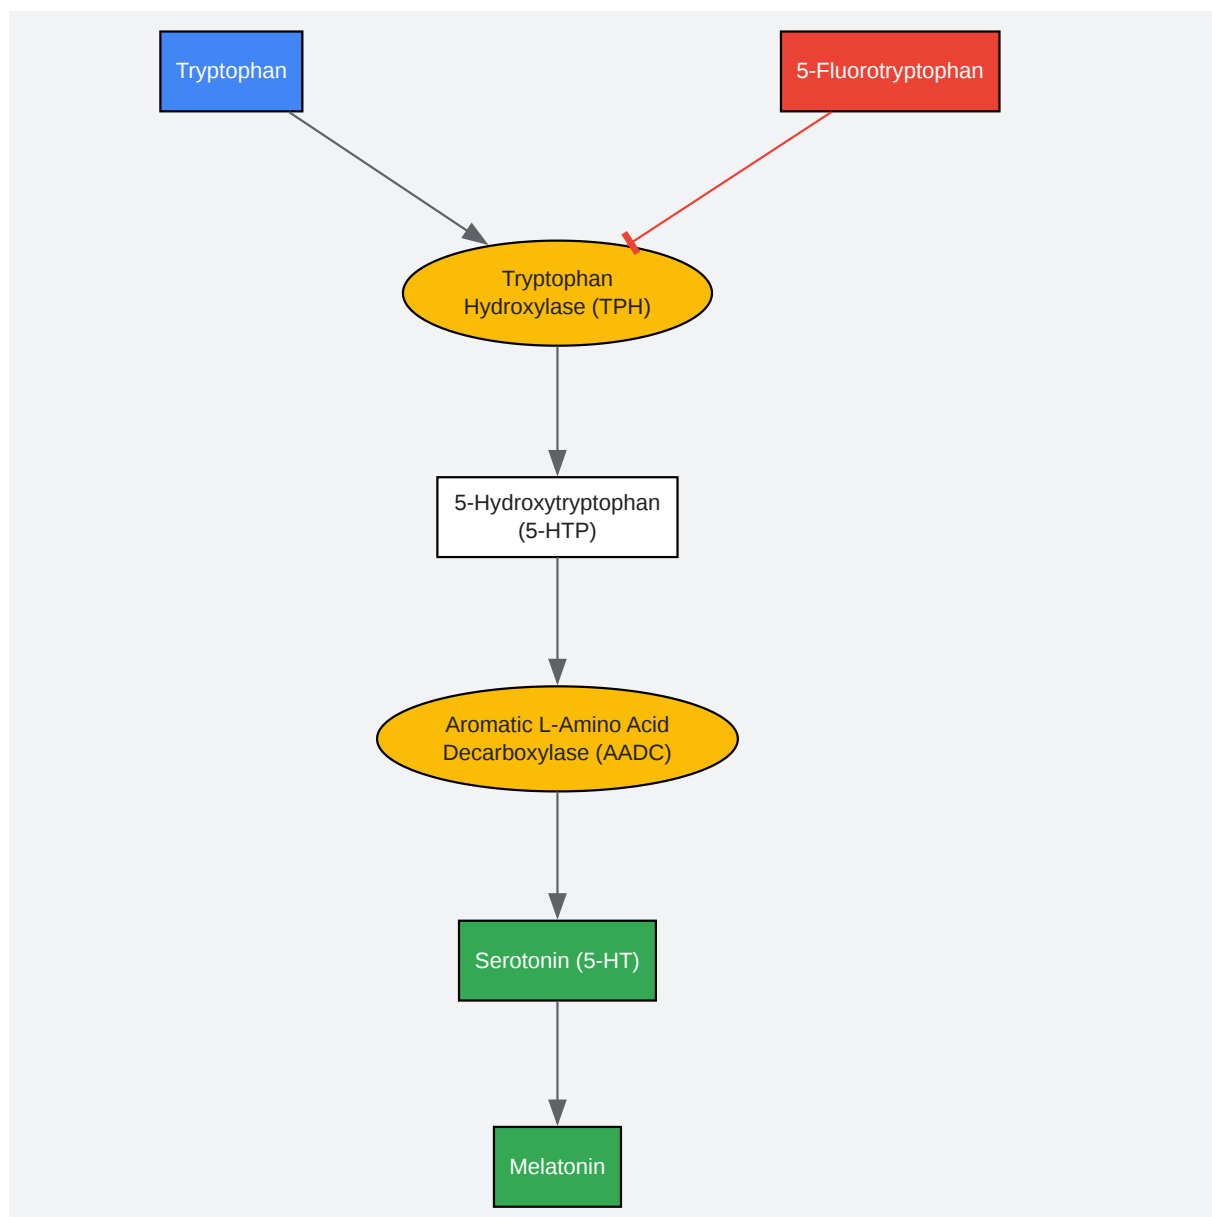 Tryptophan
5-Fluorotryptophan
Tryptophan
Hydroxylase (TPH)
5-Hydroxytryptophan
(5-HTP)
Aromatic L-Amino Acid
Decarboxylase (AADC)
Serotonin (5-HT)
Melatonin